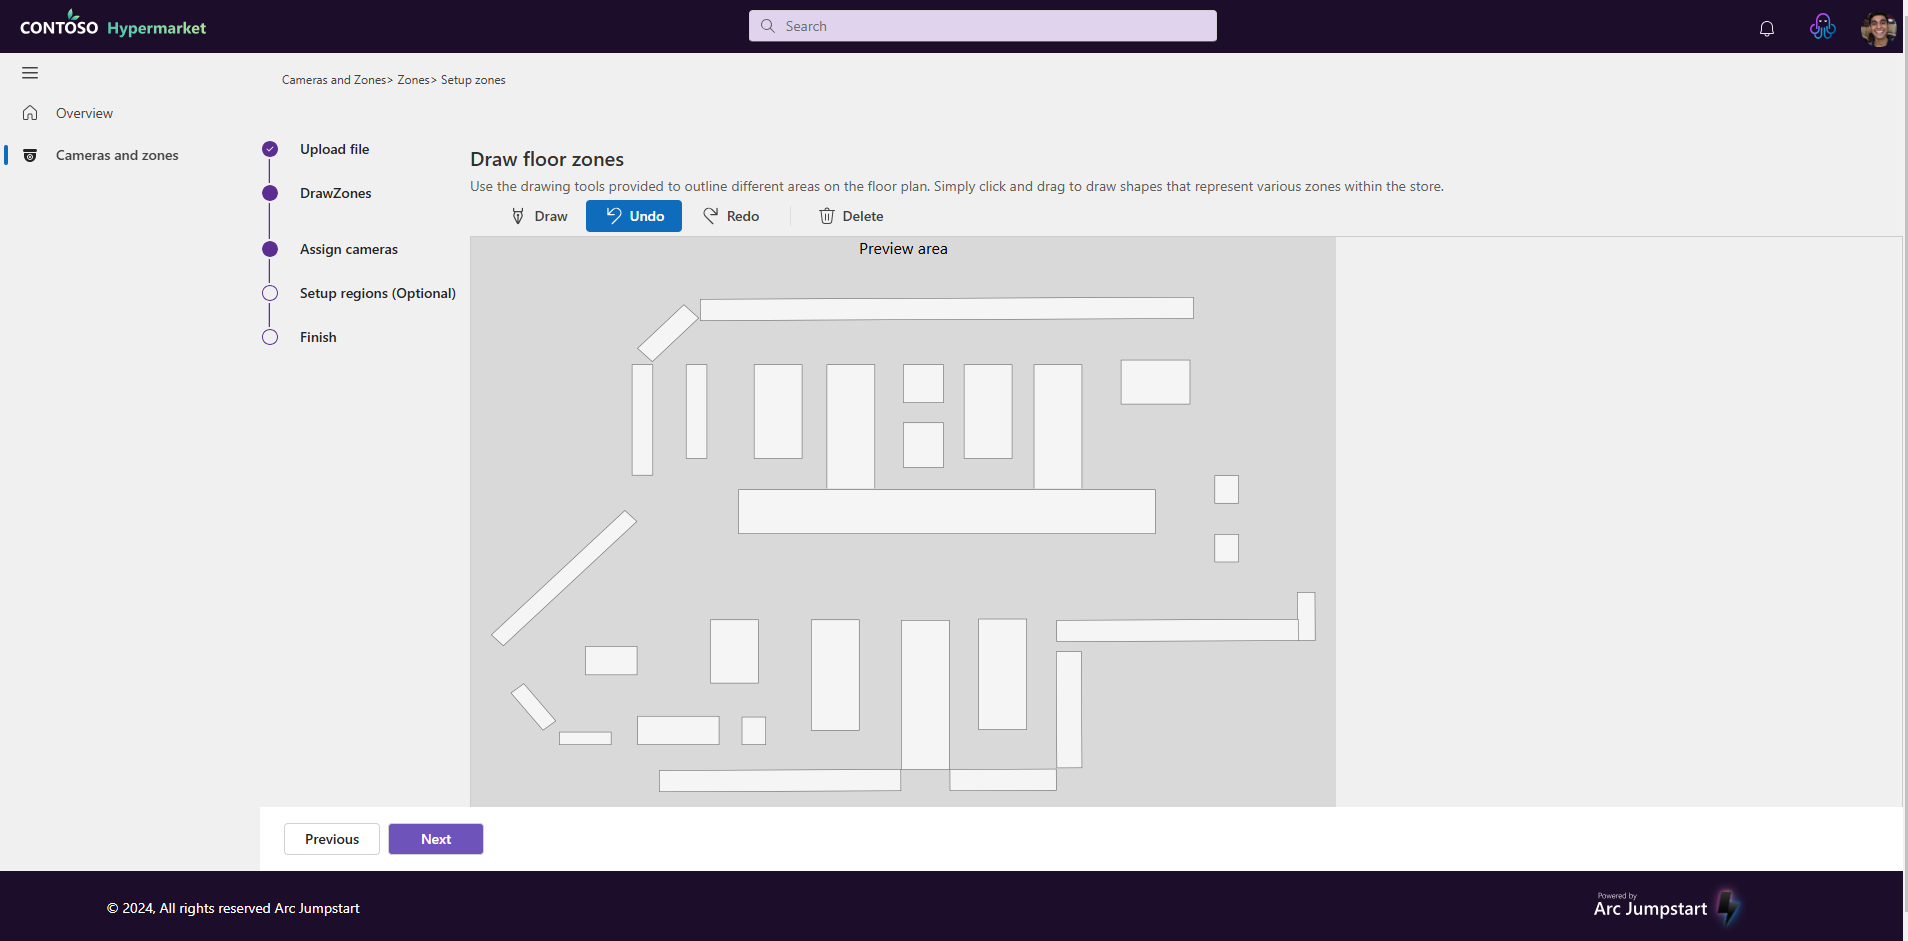 CONTOSO Hypermarket
Search
Cameras and Zones> Zones> Setup zones
Overview
Cameras and zones
Upload file
DrawZones
Assign cameras
Setup regions (Optional)
Finish
Draw floor zones
Use the drawing tools provided to outline different areas on the floor plan. Simply click and drag to draw shapes that represent various zones within the store.
Draw
Undo
Redo
Delete
Preview area
Previous
Next
© 2024, All rights reserved Arc Jumpstart
Powered by
Arc Jumpstart